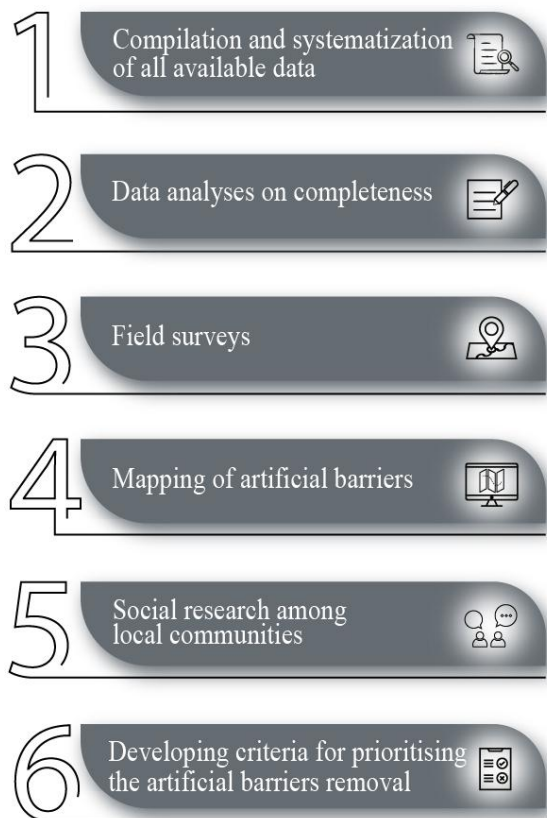 1
Compilation and systematization
of all available data
2
Data analyses on completeness
3
Field surveys
4
Mapping of artificial barriers
5
Social research among
local communities
6
Developing criteria for prioritising
the artificial barriers removal